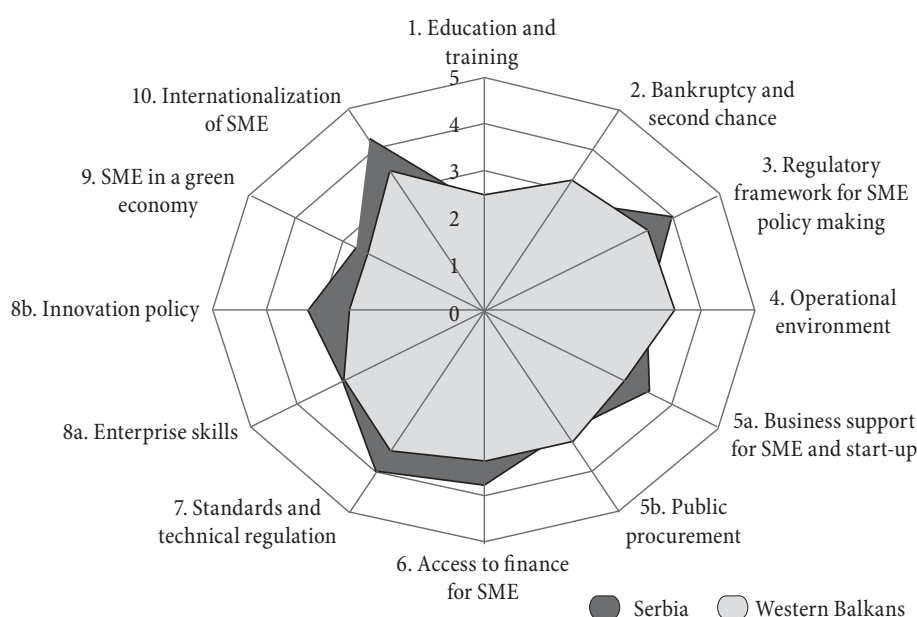 1. Education and
training
2. Bankruptcy and
second chance
3. Regulatory
framework for SME
policy making
4. Operational
environment
5a. Business support
for SME and start-up
5b. Public
procurement
6. Access to finance
for SME
7. Standards and
technical regulation
8a. Enterprise skills
8b. Innovation policy
9. SME in a green
economy
10. Internationalization
of SME
5
4
3
2
1
0
Serbia
Western Balkans